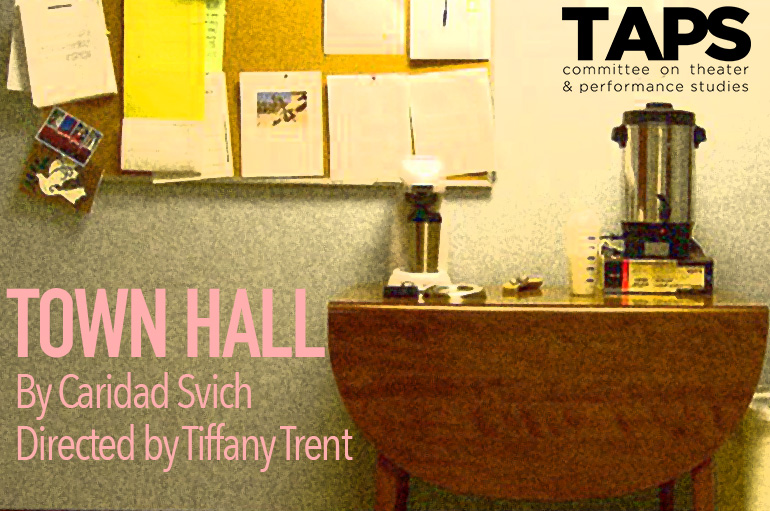 TAPS
committee on theater
& performance studies
TOWN HALL
By Caridad Svich
Directed by Tiffany Trent